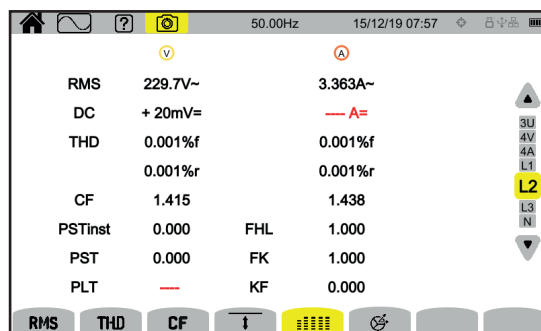 ? 50.00Hz 15/12/19 07:57
V A
RMS 229.7V~ 3.363A~
DC + 20mV= ---- A=
THD 0.001%f 0.001%f
0.001%r 0.001%r
CF 1.415 1.438
PSTinst 0.000 FHL 1.000
PST 0.000 FK 1.000
PLT ---- KF 0.000
3U
4V
4A
L1
L2
L3
N
RMS THD CF